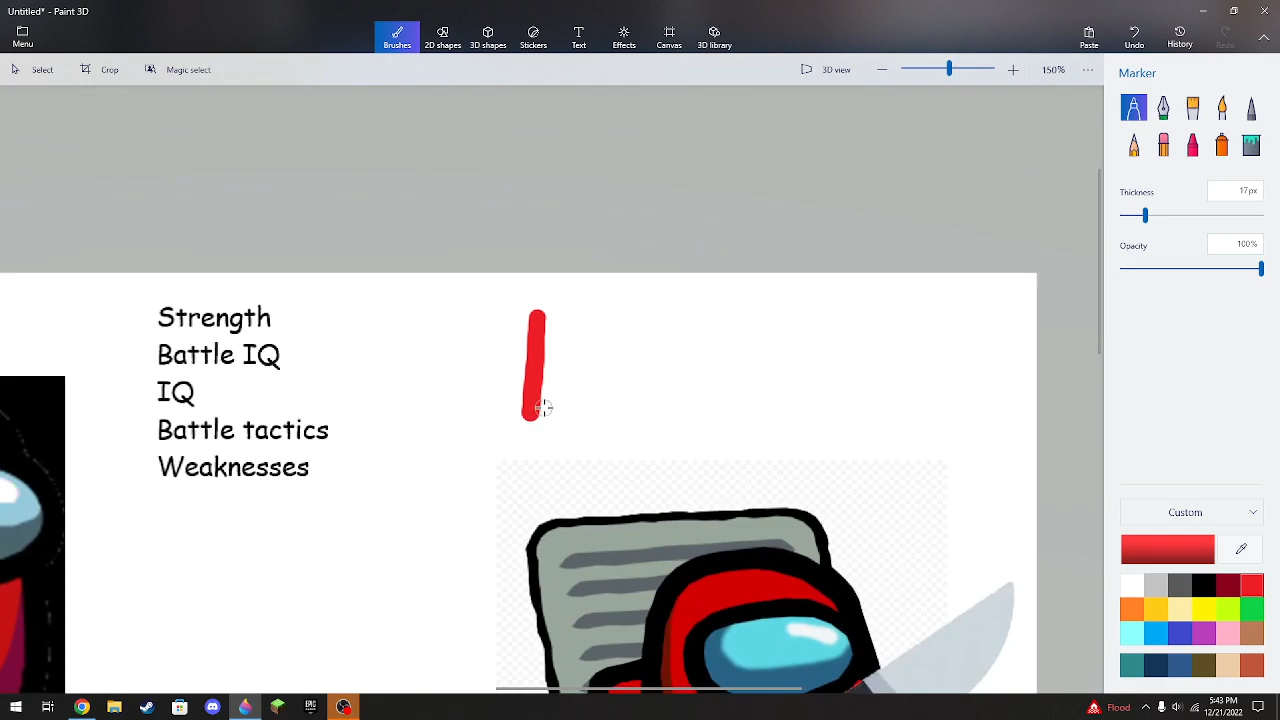 Untitled* - Paint 3D
Menu
Brushes
2D shapes
3D shapes
Stickers
Text
Effects
Canvas
3D library
Paste
Undo
History
Redo
Select
Crop
Magic select
3D view
150%
Marker
Thickness
17px
Opacity
100%
Strength
Battle IQ
IQ
Battle tactics
Weaknesses
Custom
EPIC
Flood
5:43 PM
12/21/2022